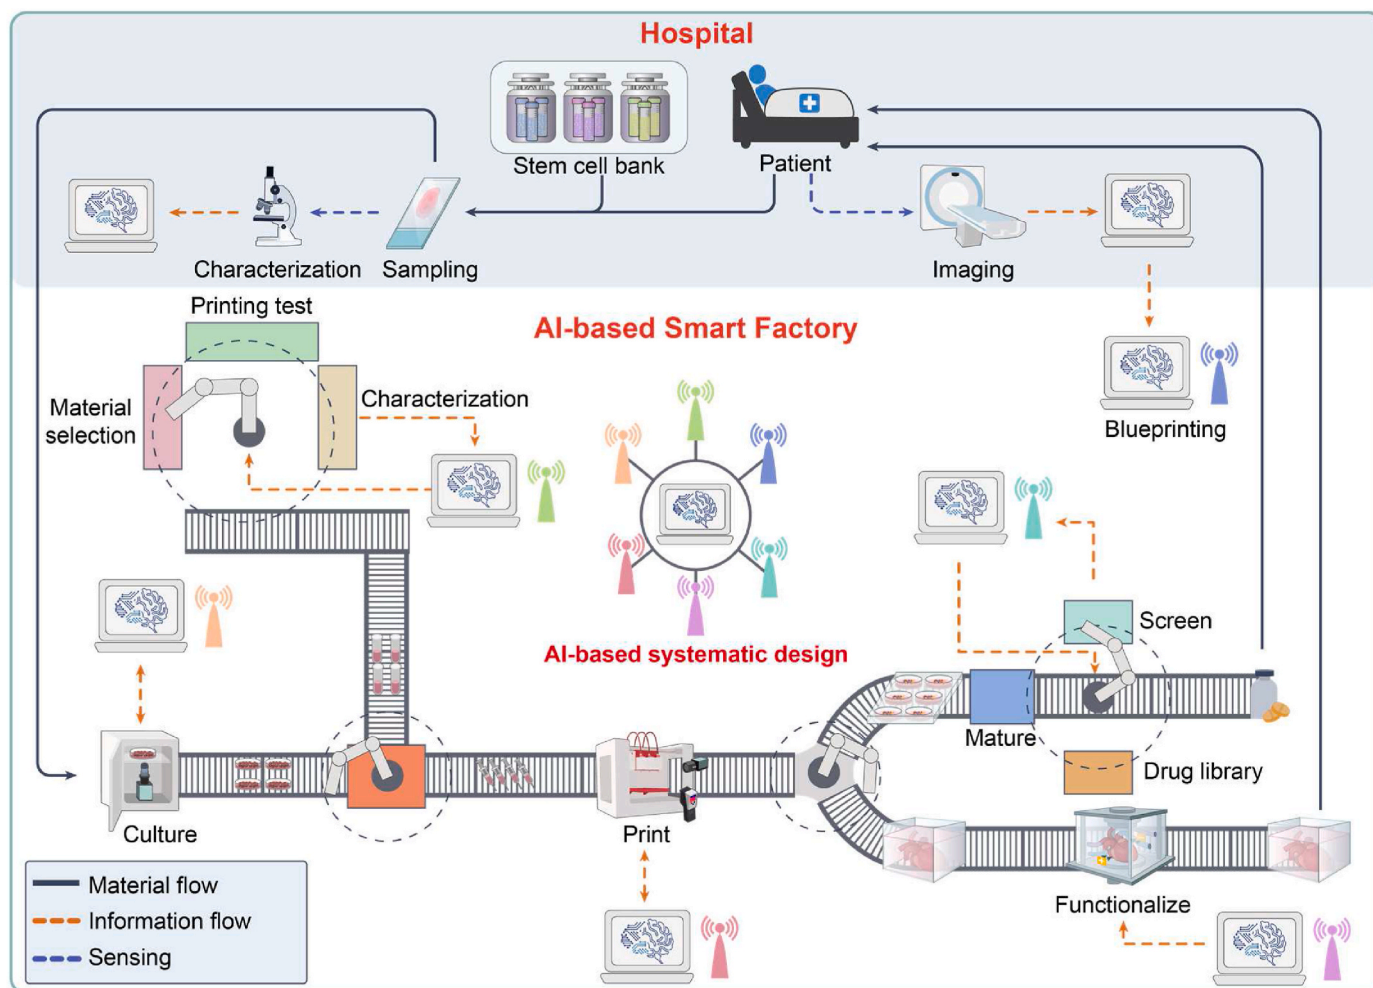 Hospital
Stem cell bank
Patient
Characterization
Sampling
Imaging
Printing test
AI-based Smart Factory
Material
selection
Characterization
Blueprinting
AI-based systematic design
Screen
Mature
Drug library
Culture
Print
Functionalize
Material flow
Information flow
Sensing